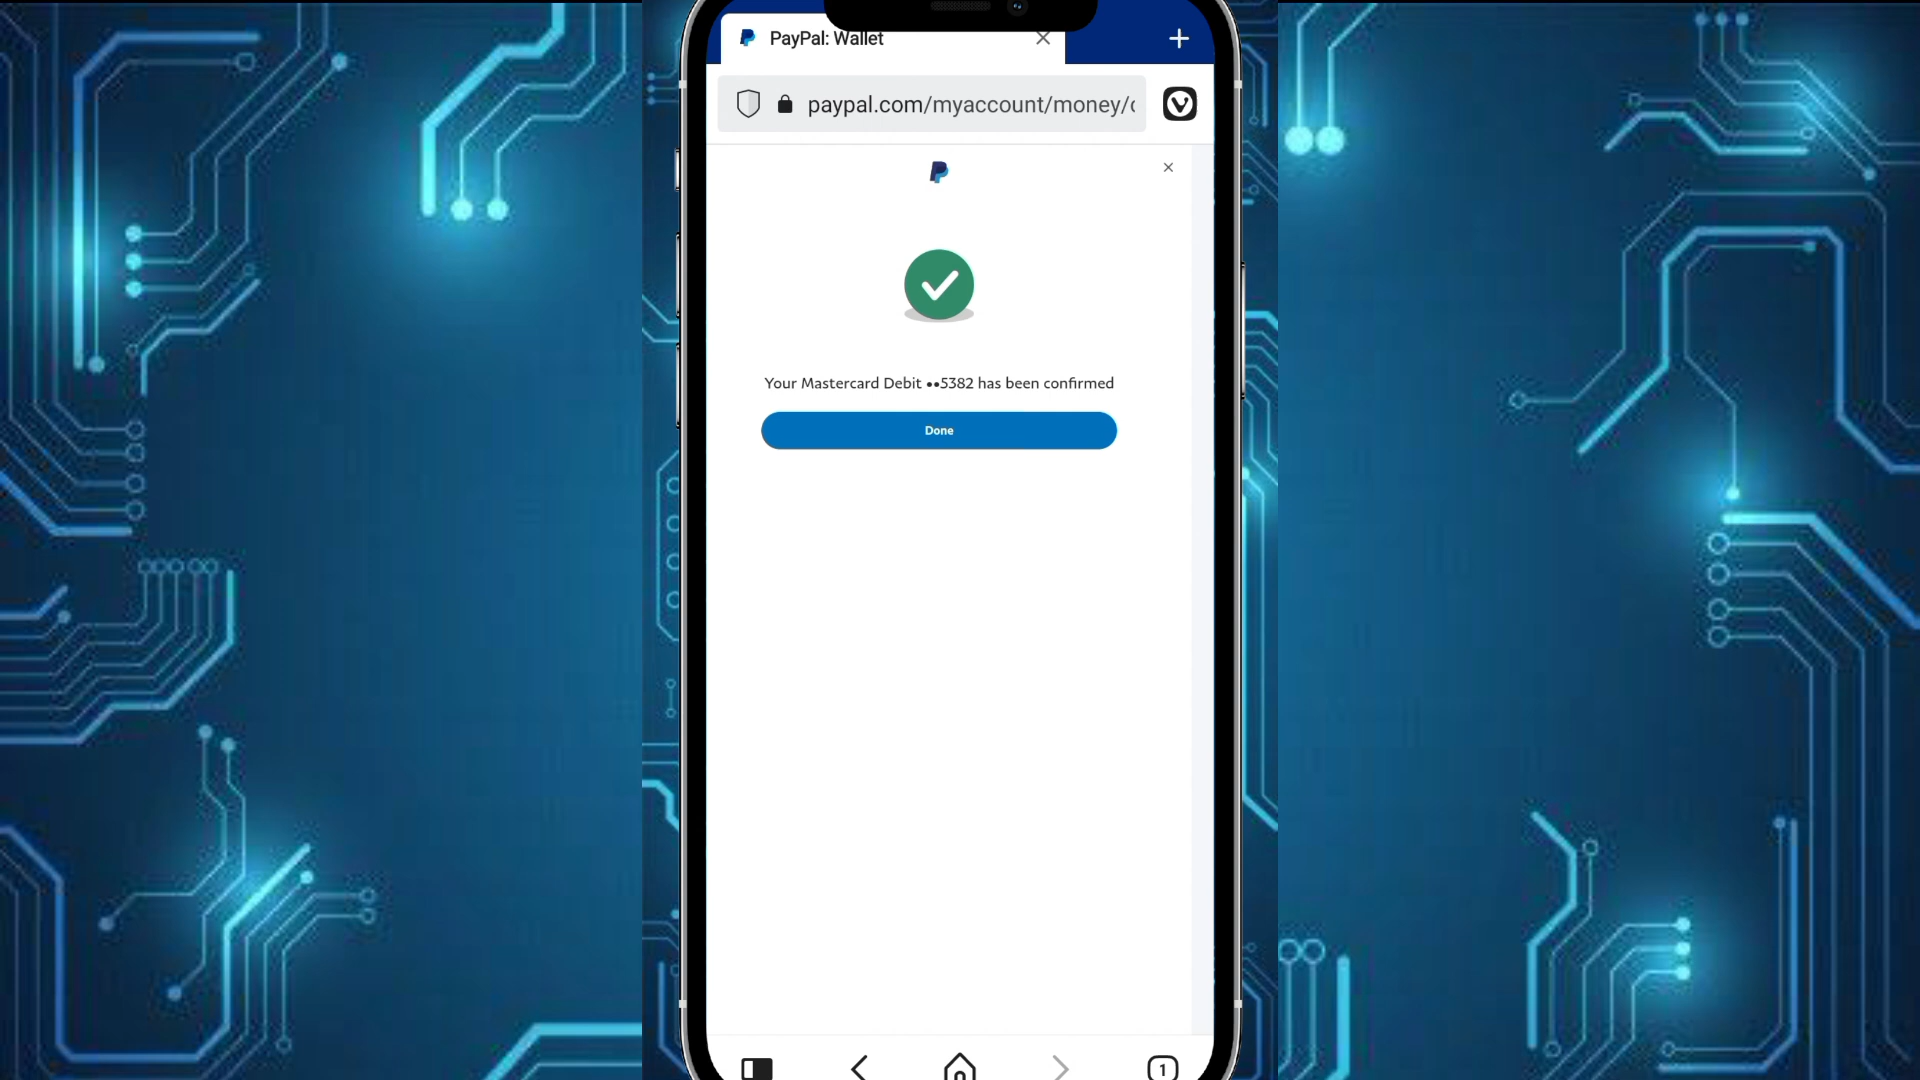 PayPal: Wallet
paypal.com/myaccount/money/
Your Mastercard Debit ••5382 has been confirmed
Done
1